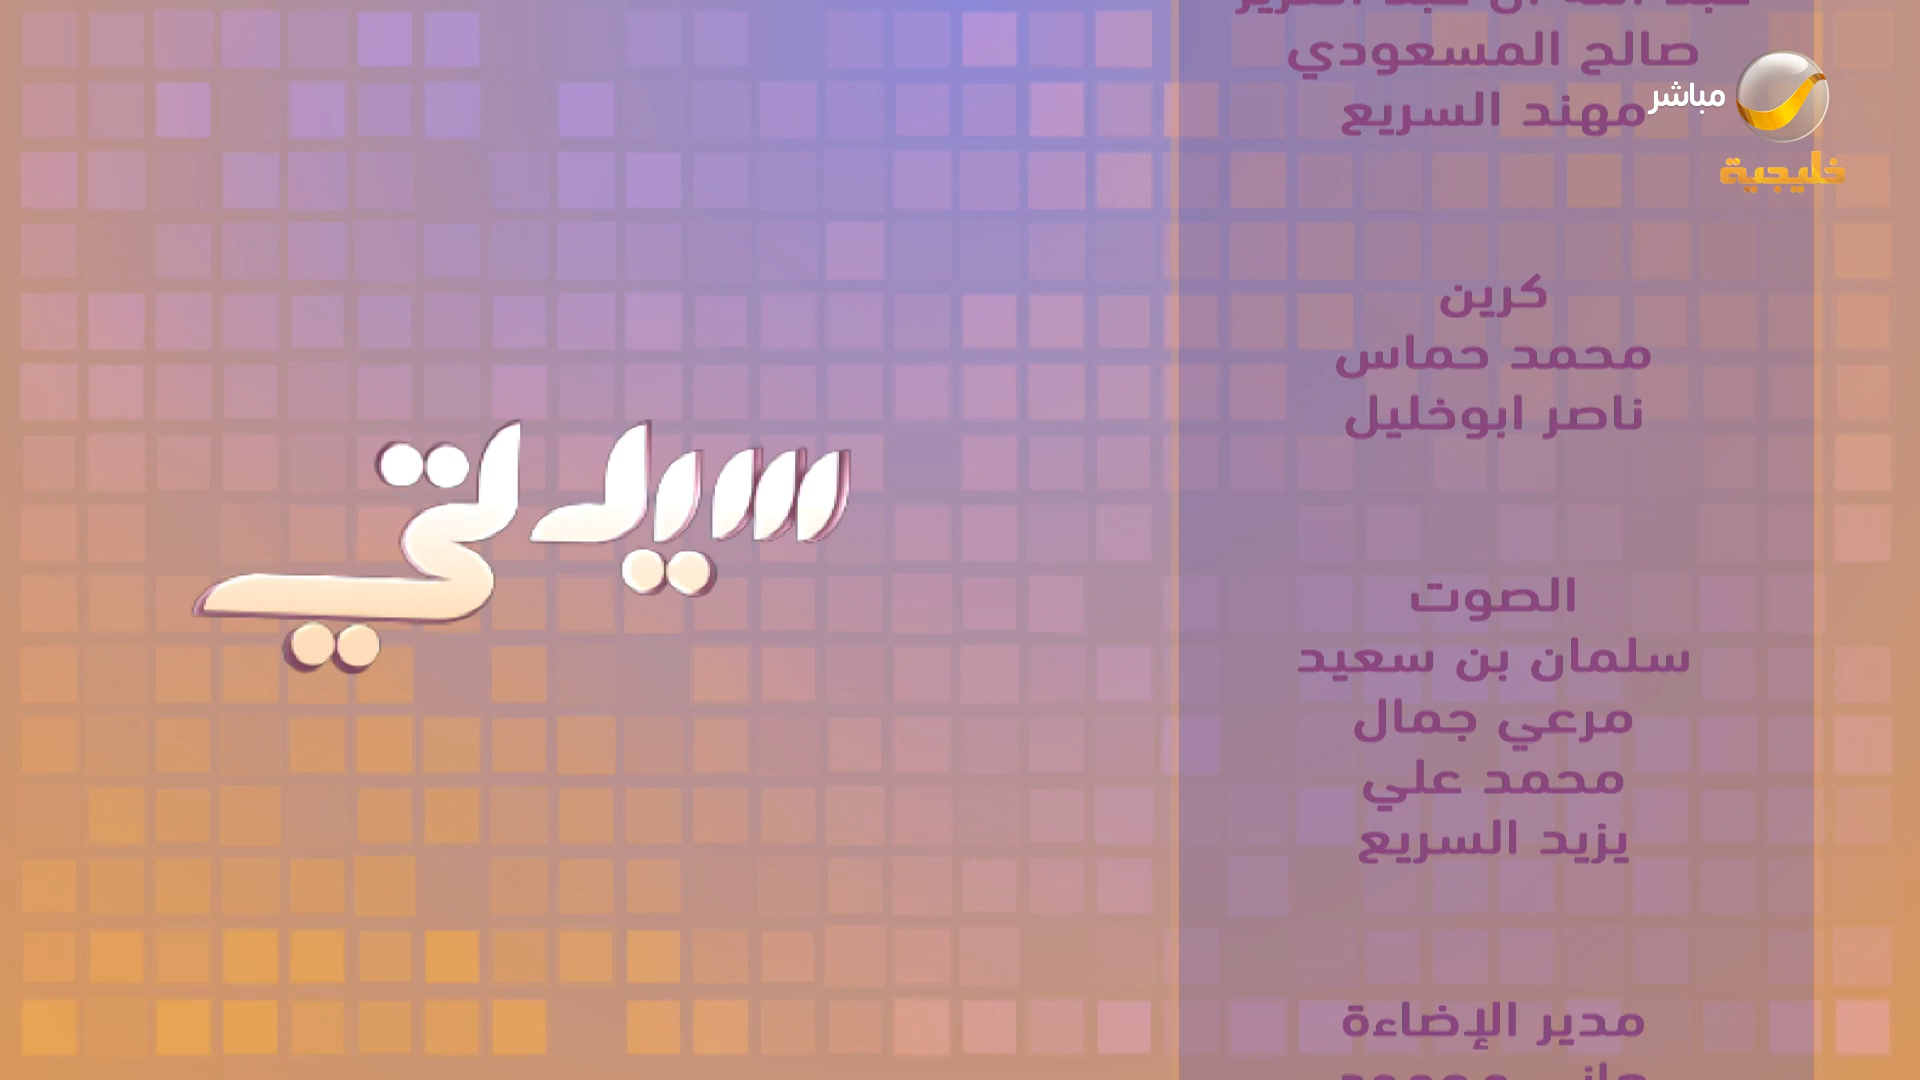 صالح المسعودي
مهند السريع
مباشر
خليجية
كرين
محمد حماس
ناصر ابوخليل
سيدتي
الصوت
سلمان بن سعيد
مرعي جمال
محمد علي
يزيد السريع
مدير الإضاءة